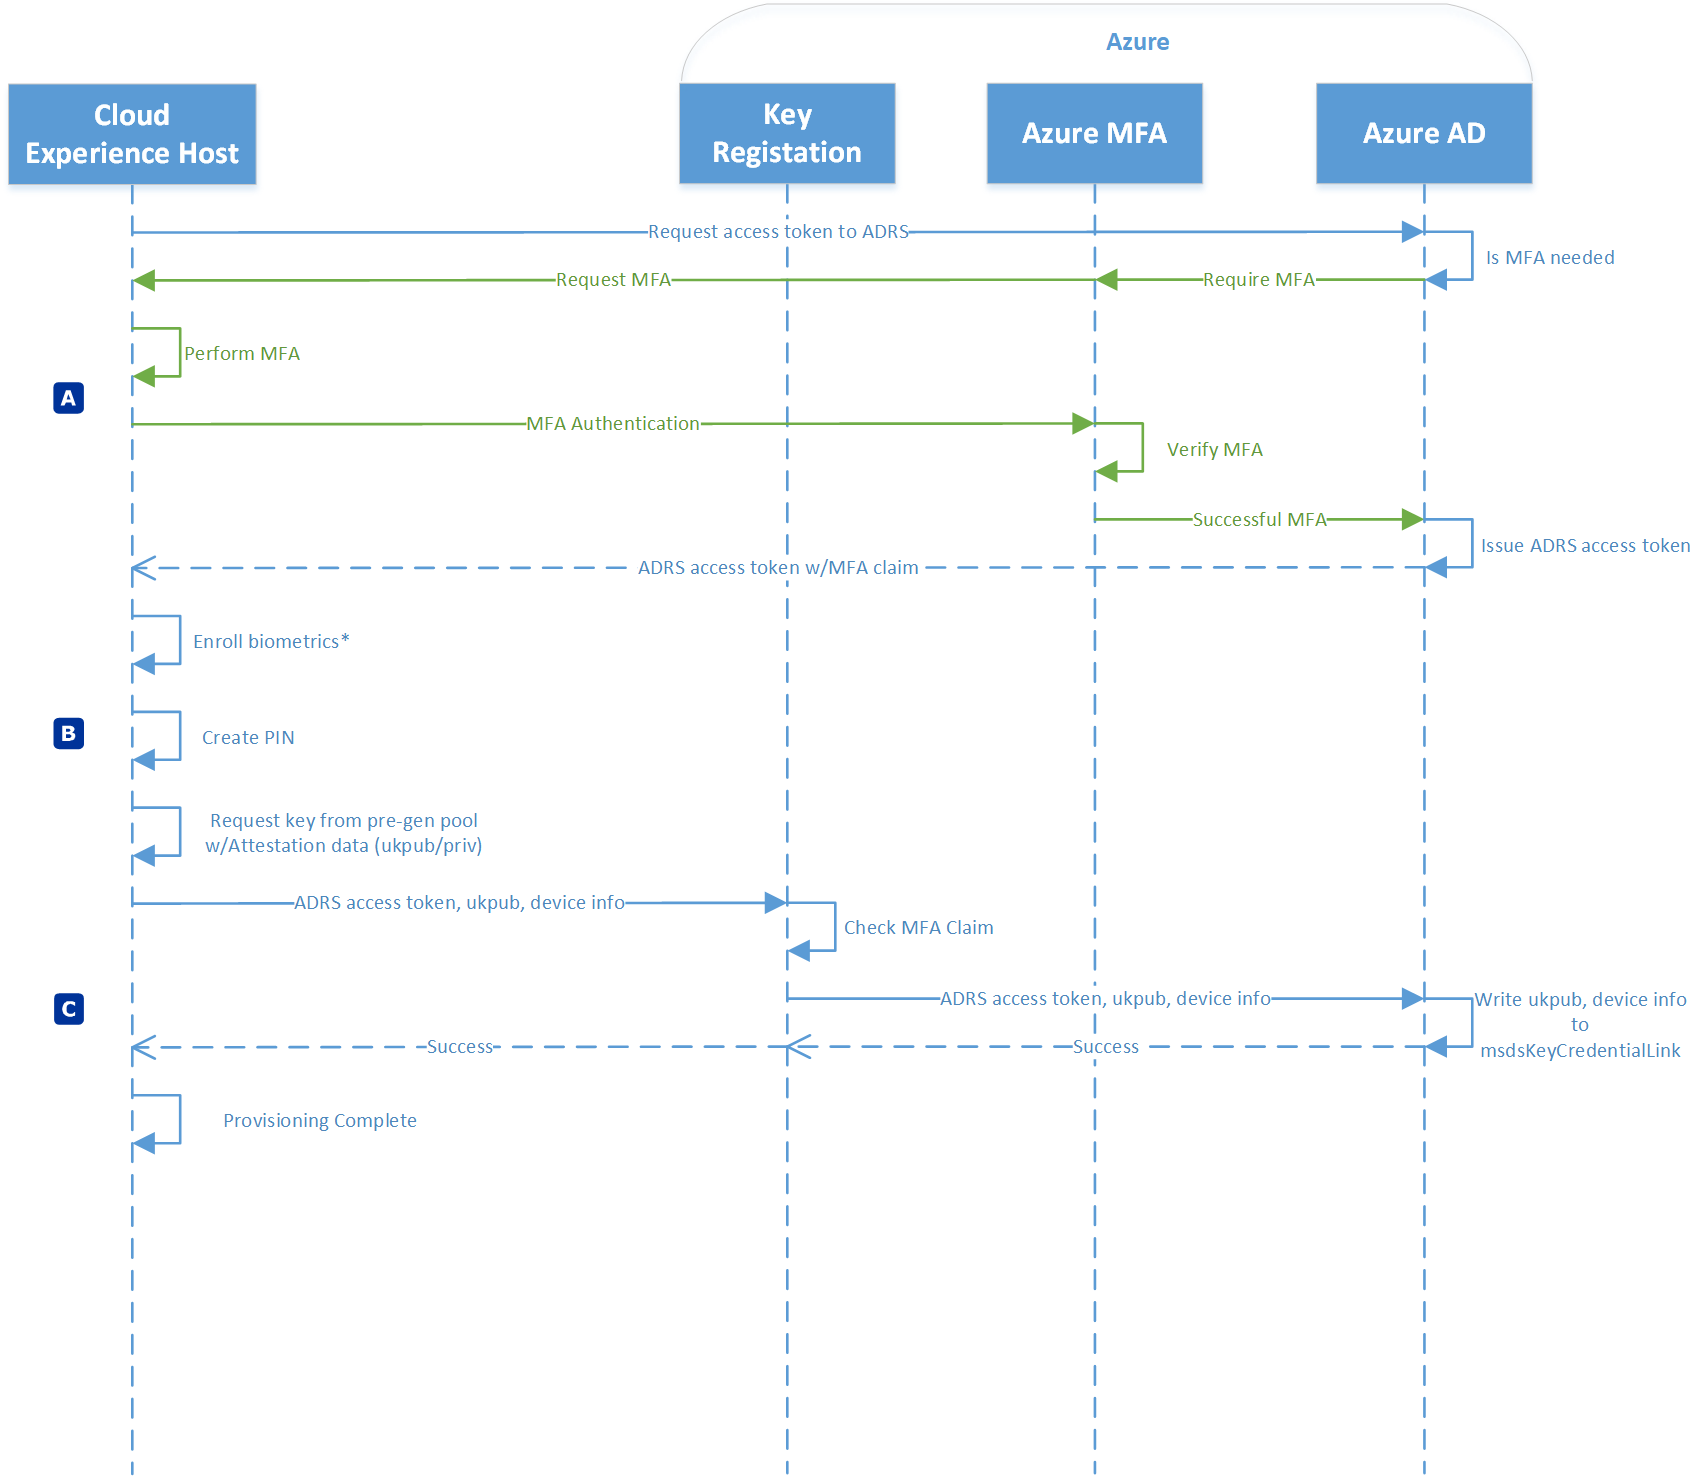 Azure
Cloud
Experience Host
Key
Registation
Azure MFA
Azure AD
Request access token to ADRS
Is MFA needed
Request MFA
Require MFA
Perform MFA
A
MFA Authentication
Verify MFA
Successful MFA
Issue ADRS access token
ADRS access token w/MFA claim
Enroll biometrics*
B
Create PIN
Request key from pre-gen pool
w/Attestation data (ukpub/priv)
ADRS access token, ukpub, device info
Check MFA Claim
C
ADRS access token, ukpub, device info
Write ukpub, device info
to
msdsKeyCredentialLink
Success
Success
Provisioning Complete